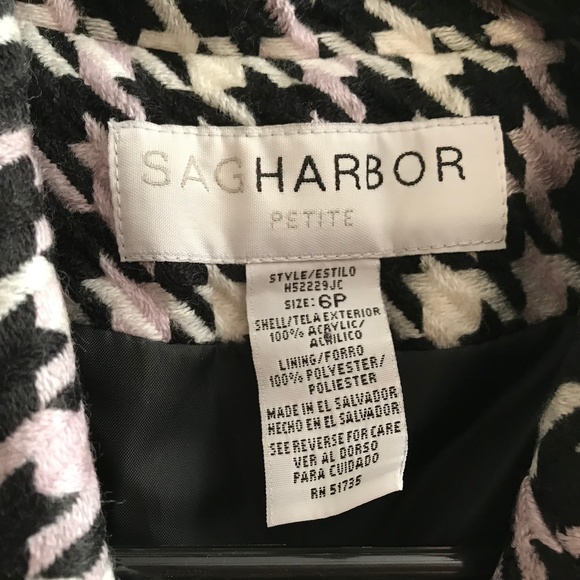 SAGHARBOR
PETITE
STYLE/ESTILO
H52229JC
SIZE: 6P
SHELL/TELA EXTERIOR
100% ACRYLIC/
ACRILICO
LINING/FORRO
100% POLYESTER/
POLIESTER
MADE IN EL SALVADOR
HECHO EN EL SALVADOR
SEE REVERSE FOR CARE
VER AL DORSO
PARA CUIDADO
RN 51735